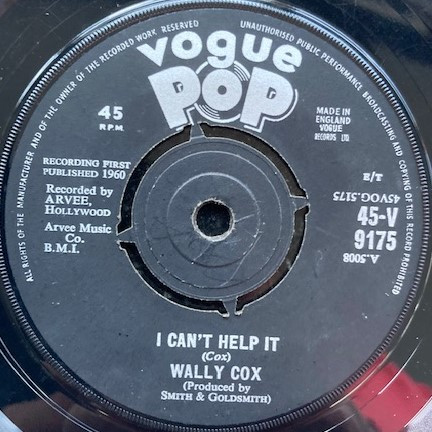 ALL RIGHTS OF THE MANUFACTURER AND OF THE OWNER OF THE RECORDED WORK RESERVED
UNAUTHORISED PUBLIC PERFORMANCE BROADCASTING AND COPYING OF THIS RECORD PROHIBITED
vogue
POP
45
R.P.M.
MADE IN
ENGLAND
VOGUE
RECORDS LTD
RECORDING FIRST
PUBLISHED 1960
Recorded by
ARVEE,
HOLLYWOOD
Arvee Music
Co.
B.M.I.
E/T
45VOG.5175
45-V
9175
A.5008
I CAN'T HELP IT
(Cox)
WALLY COX
(Produced by
SMITH & GOLDSMITH)